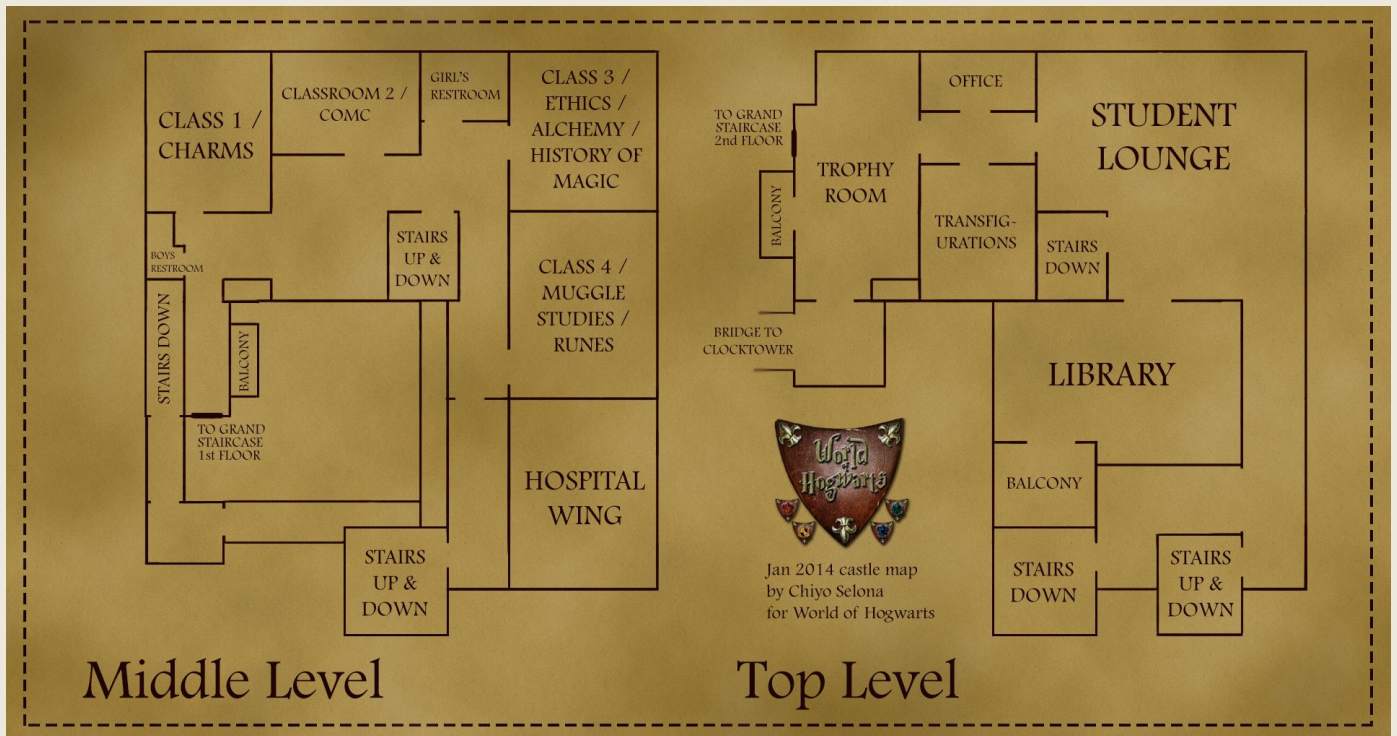 CLASS 1 /
CHARMS
CLASSROOM 2 /
COMC
GIRL'S
RESTROOM
CLASS 3 /
ETHICS /
ALCHEMY /
HISTORY OF
MAGIC
BOYS
RESTROOM
STAIRS
UP &
DOWN
CLASS 4 /
MUGGLE
STUDIES /
RUNES
STAIRS DOWN
BALCONY
TO GRAND
STAIRCASE
1st FLOOR
HOSPITAL
WING
STAIRS
UP &
DOWN
Middle Level
TO GRAND
STAIRCASE
2nd FLOOR
OFFICE
STUDENT
LOUNGE
TROPHY
ROOM
BALCONY
TRANSFIG-
URATIONS
STAIRS
DOWN
BRIDGE TO
CLOCKTOWER
LIBRARY
World
of
Hogwarts
BALCONY
STAIRS
DOWN
STAIRS
UP &
DOWN
Jan 2014 castle map
by Chiyo Selona
for World of Hogwarts
Top Level